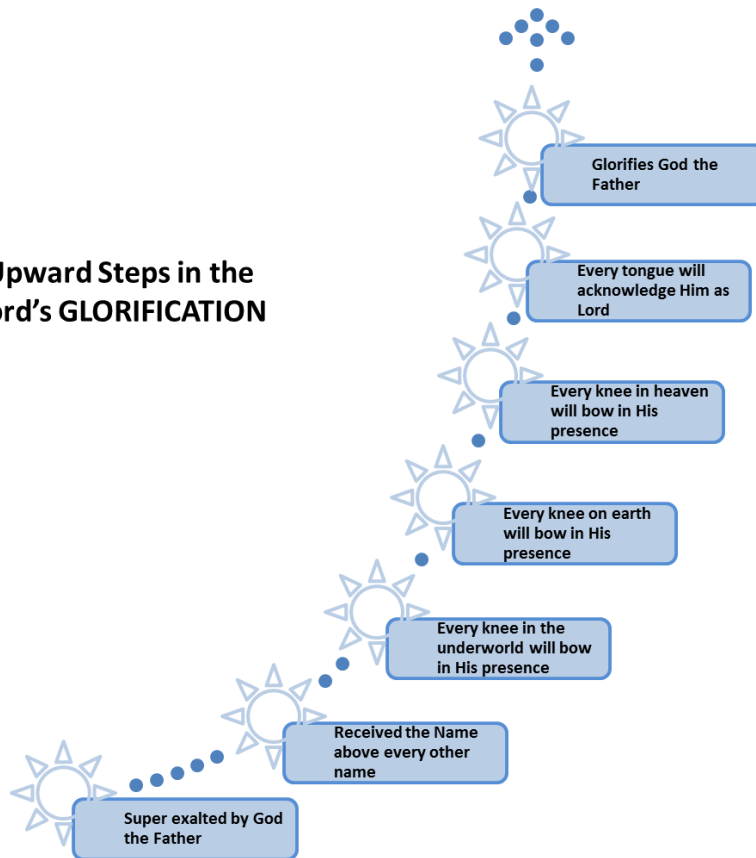 Glorifies God the
Father
Upward Steps in the
ord's GLORIFICATION
Every tongue will
acknowledge Him as
Lord
Every knee in heaven
will bow in His
presence
Every knee on earth
will bow in His
presence
Every knee in the
underworld will bow
in His presence
Received the Name
above every other
name
Super exalted by God
the Father